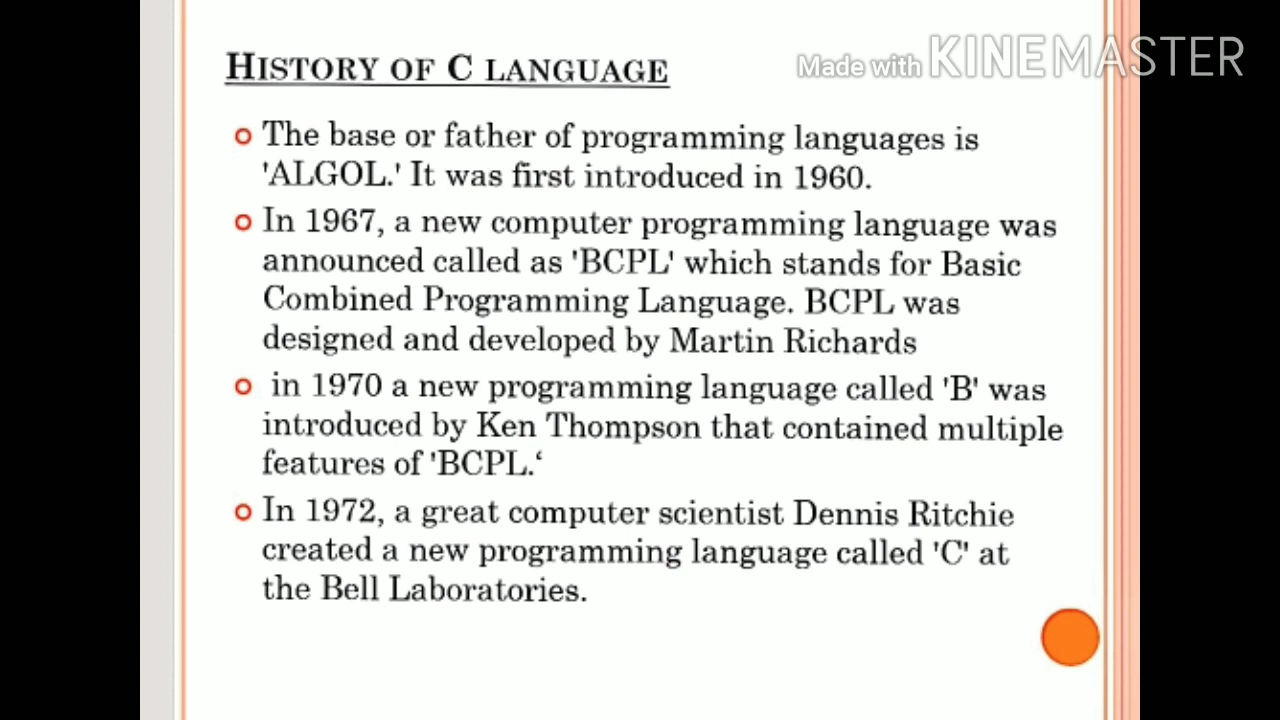 HISTORY OF C LANGUAGE
Made with KINEMASTER
The base or father of programming languages is
'ALGOL.' It was first introduced in 1960.
In 1967, a new computer programming language was
announced called as 'BCPL' which stands for Basic
Combined Programming Language. BCPL was
designed and developed by Martin Richards
in 1970 a new programming language called 'B' was
introduced by Ken Thompson that contained multiple
features of 'BCPL.‘
In 1972, a great computer scientist Dennis Ritchie
created a new programming language called 'C' at
the Bell Laboratories.